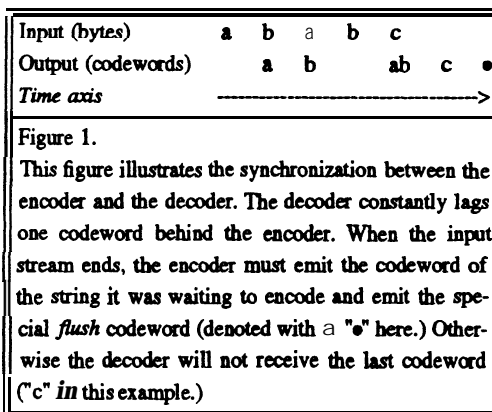 Input (bytes) a b a b c
Output (codewords) a b ab c •
Time axis ------------------------------------>
Figure 1.
This figure illustrates the synchronization between the
encoder and the decoder. The decoder constantly lags
one codeword behind the encoder. When the input
stream ends, the encoder must emit the codeword of
the string it was waiting to encode and emit the spe-
cial flush codeword (denoted with a "•" here.) Other-
wise the decoder will not receive the last codeword
("c" in this example.)